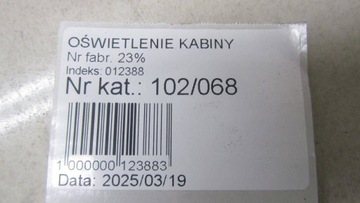 OŚWIETLENIE KABINY
Nr fabr. 23%
Indeks: 012388
Nr kat.: 102/068
1 000000 123883
Data: 2025/03/19